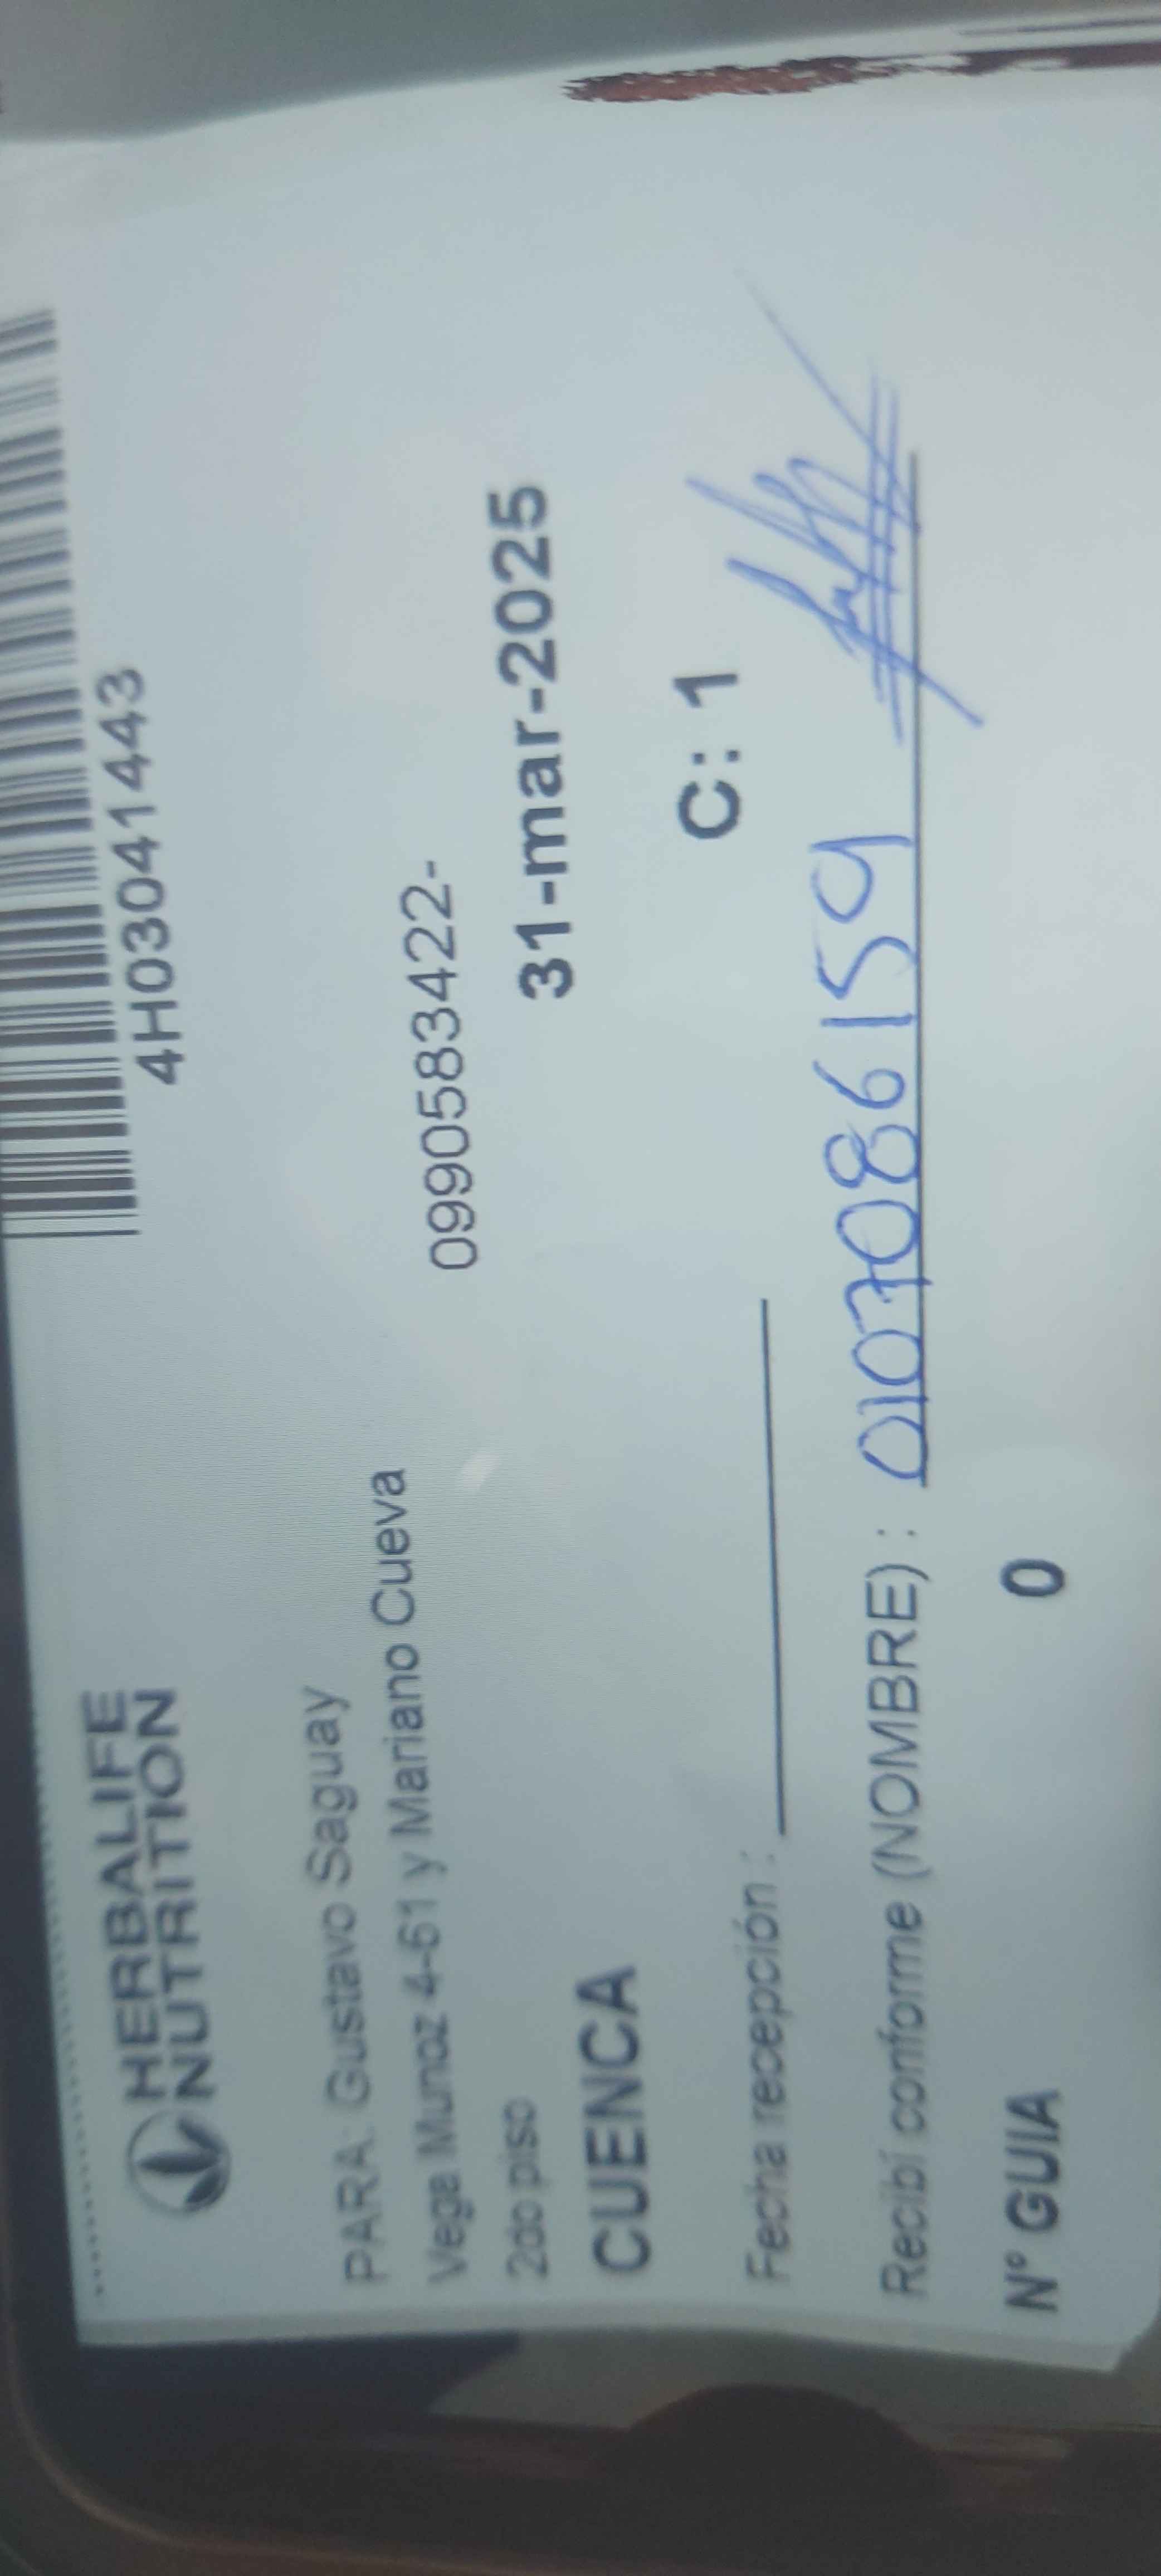 4H03041443
HERBALIFE
NUTRITION
PARA: Gustavo Saguay
Vega Munoz 4-61 y Mariano Cueva
0990583422-
2do piso
31-mar-2025
CUENCA
C: 1
Fecha recepción :
Recibí conforme (NOMBRE) : 0107086159
Nº GUIA 0